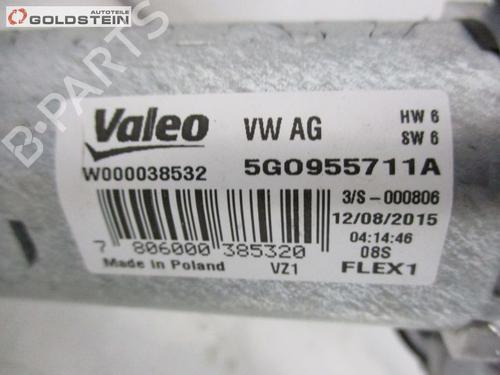 AUTOTEILE
GOLDSTEIN
B-PARTS
Valeo VW AG HW 6
SW 6
W000038532 5G0955711A
3/S-000806
12/08/2015
7 806000 385320 04:14:46
Made in Poland VZ1 08S
FLEX1